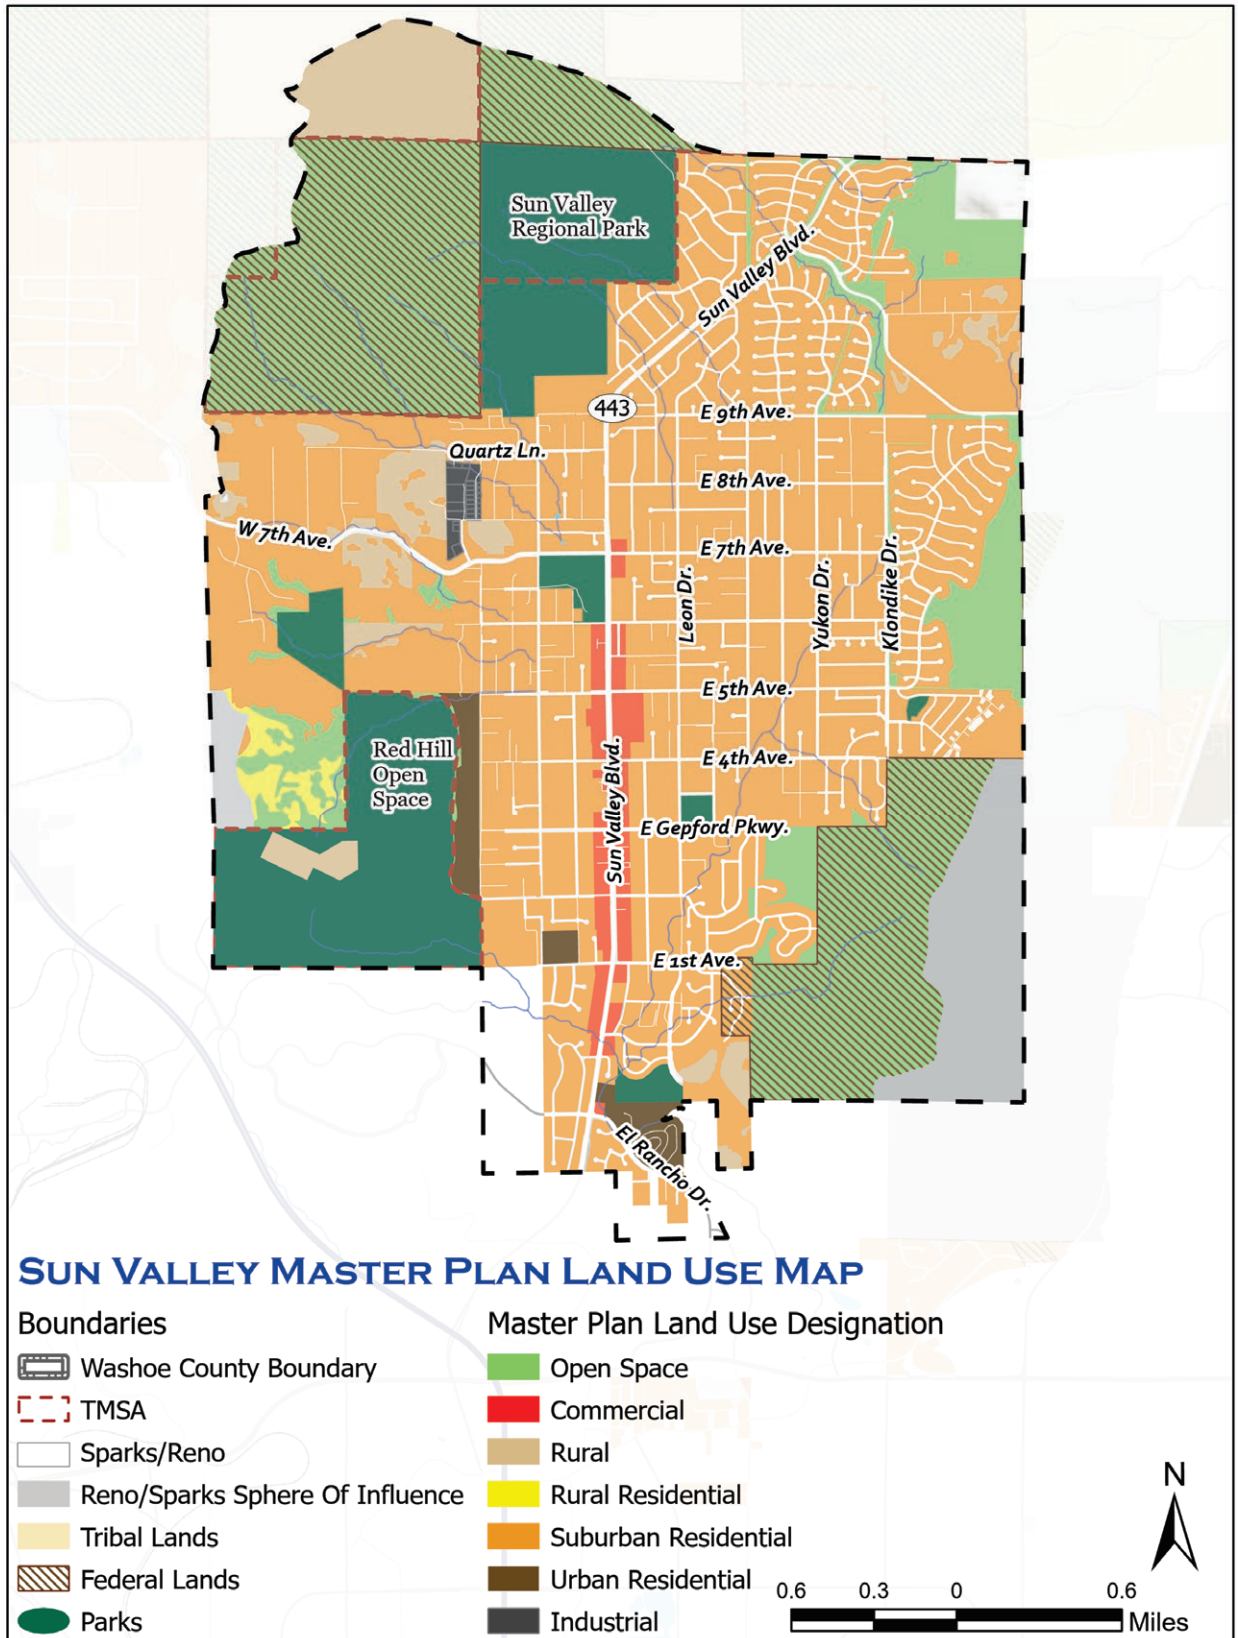 Sun Valley
Regional Park
Sun Valley Blvd.
443
E 9th Ave.
Quartz Ln.
E 8th Ave.
W 7th Ave.
E 7th Ave.
Leon Dr.
Yukon Dr.
Klondike Dr.
E 5th Ave.
Red Hill
Open
Space
E 4th Ave.
Sun Valley Blvd.
E Gepford Pkwy.
E 1st Ave.
El Rancho Dr.
SUN VALLEY MASTER PLAN LAND USE MAP
Boundaries
Washoe County Boundary
TMSA
Sparks/Reno
Reno/Sparks Sphere Of Influence
Tribal Lands
Federal Lands
Parks
Master Plan Land Use Designation
Open Space
Commercial
Rural
Rural Residential
Suburban Residential
Urban Residential
Industrial
N
0.6 0.3 0 0.6
Miles